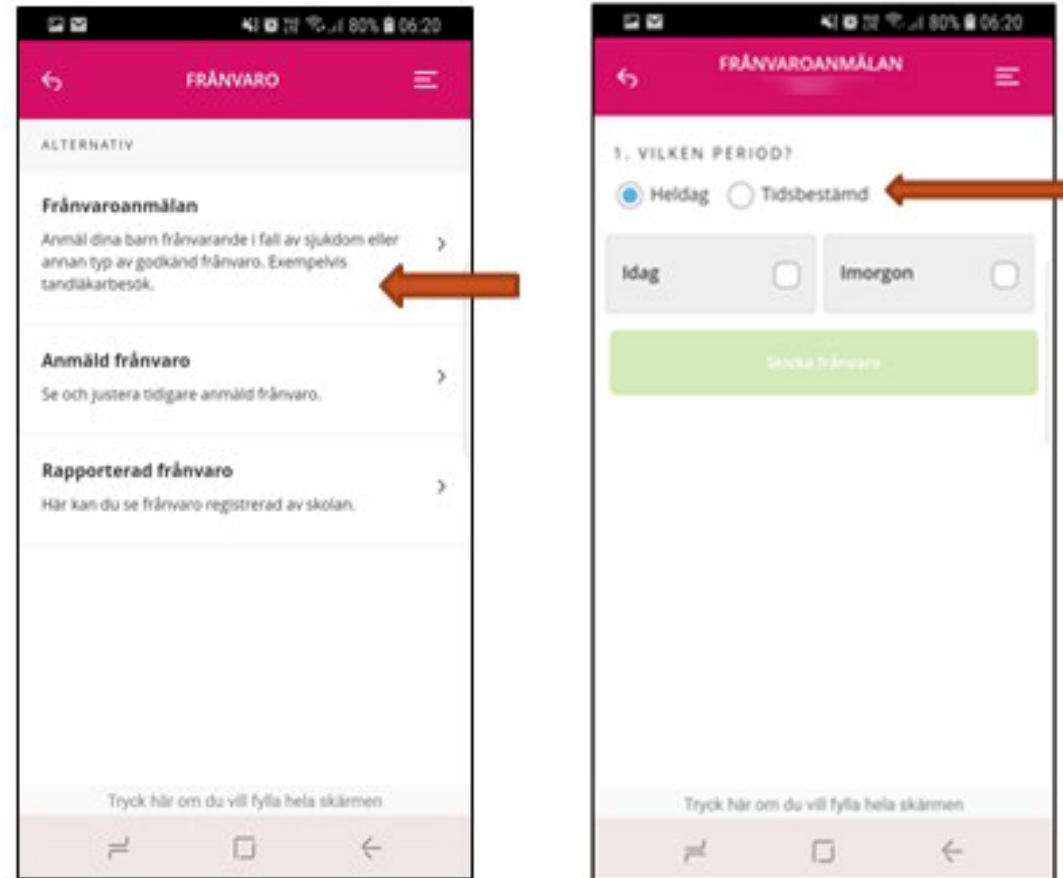 80% 06:20
FRÅNVARO
ALTERNATIV
Frånvaroanmälan
Anmäl dina barn frånvarande i fall av sjukdom eller
annan typ av godkänd frånvaro. Exempelvis
tandläkarbesök.
Anmäld frånvaro
Se och justera tidigare anmäld frånvaro.
Rapporterad frånvaro
Här kan du se frånvaro registrerad av skolan.
Tryck här om du vill fylla hela skärmen
80% 06:20
FRÅNVAROANMÄLAN
1. VILKEN PERIOD?
Heldag Tidsbestämd
Idag Imorgon
Skicka frånvaro
Tryck här om du vill fylla hela skärmen